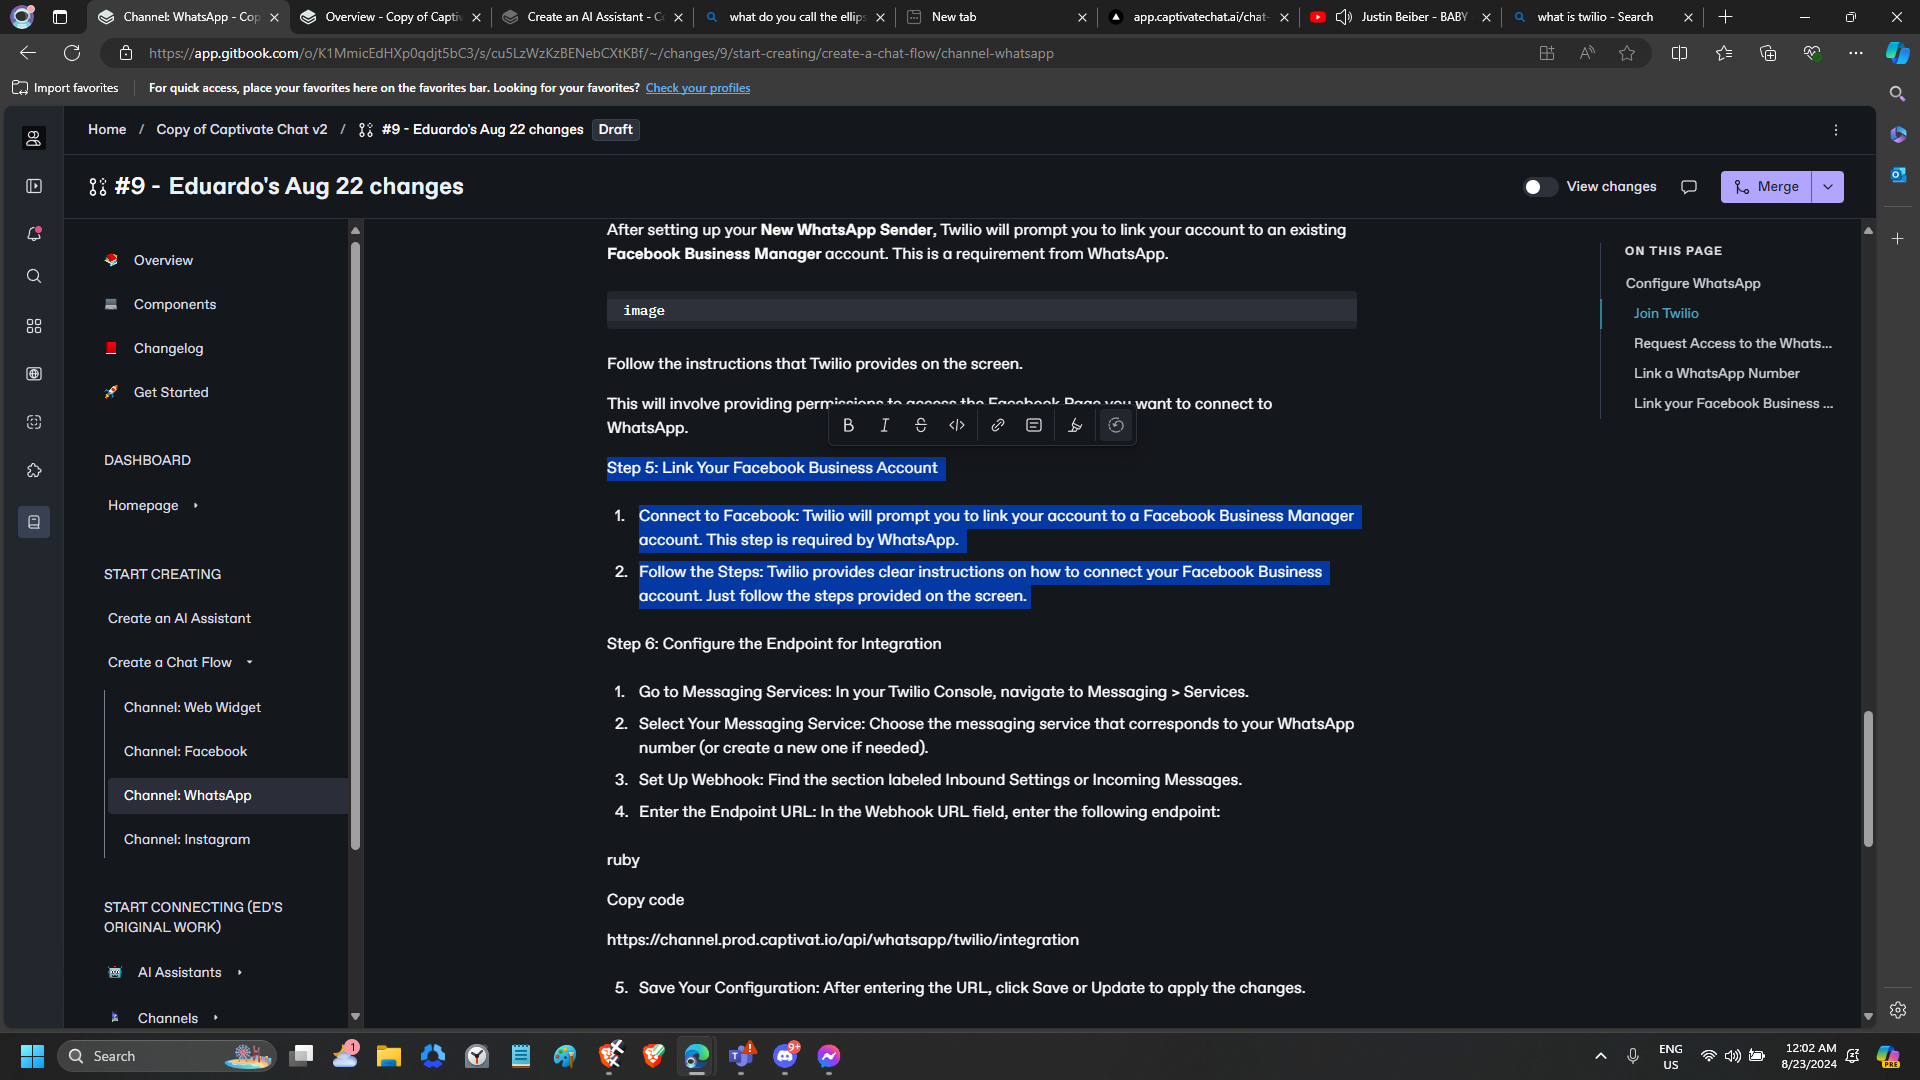 Channel: WhatsApp - Cop
Overview - Copy of Captiv
Create an AI Assistant - C
what do you call the ellips
New tab
app.captivatechat.ai/chat-
Justin Beiber - BABY
what is twilio - Search
https://app.gitbook.com/o/K1MmicEdHXp0qdjt5bC3/s/cu5LzWzKzBENebCXtKBf/~/changes/9/start-creating/create-a-chat-flow/channel-whatsapp
Import favorites
For quick access, place your favorites here on the favorites bar. Looking for your favorites? Check your profiles
Home / Copy of Captivate Chat v2 / #9 - Eduardo's Aug 22 changes Draft
#9 - Eduardo's Aug 22 changes
View changes
Merge
Overview
Components
Changelog
Get Started
DASHBOARD
Homepage
START CREATING
Create an AI Assistant
Create a Chat Flow
Channel: Web Widget
Channel: Facebook
Channel: WhatsApp
Channel: Instagram
START CONNECTING (ED'S
ORIGINAL WORK)
AI Assistants
Channels
After setting up your New WhatsApp Sender, Twilio will prompt you to link your account to an existing
Facebook Business Manager account. This is a requirement from WhatsApp.
image
Follow the instructions that Twilio provides on the screen.
This will involve providing permissions to access the Facebook Page you want to connect to
WhatsApp.
Step 5: Link Your Facebook Business Account
1. Connect to Facebook: Twilio will prompt you to link your account to a Facebook Business Manager
account. This step is required by WhatsApp.
2. Follow the Steps: Twilio provides clear instructions on how to connect your Facebook Business
account. Just follow the steps provided on the screen.
Step 6: Configure the Endpoint for Integration
1. Go to Messaging Services: In your Twilio Console, navigate to Messaging > Services.
2. Select Your Messaging Service: Choose the messaging service that corresponds to your WhatsApp
number (or create a new one if needed).
3. Set Up Webhook: Find the section labeled Inbound Settings or Incoming Messages.
4. Enter the Endpoint URL: In the Webhook URL field, enter the following endpoint:
ruby
Copy code
https://channel.prod.captivat.io/api/whatsapp/twilio/integration
5. Save Your Configuration: After entering the URL, click Save or Update to apply the changes.
ON THIS PAGE
Configure WhatsApp
Join Twilio
Request Access to the Whats...
Link a WhatsApp Number
Link your Facebook Business ...
Search
1
9+
ENG
US
12:02 AM
8/23/2024
PRE